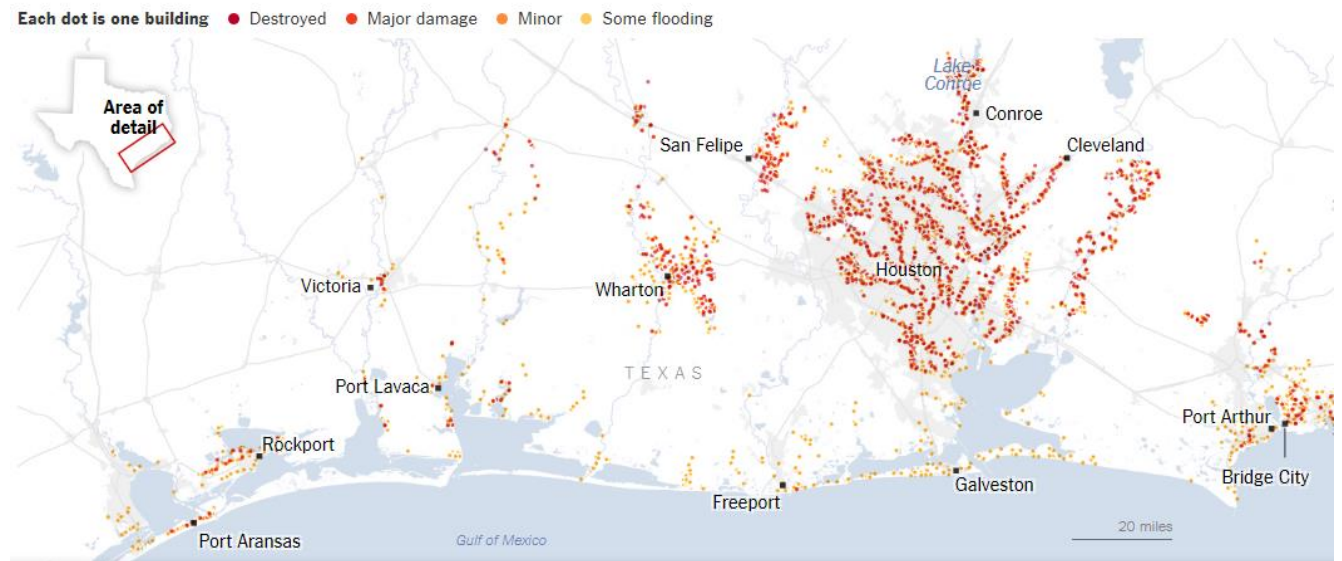 Each dot is one building Destroyed Major damage Minor Some flooding
Area of
detail
Lake
Conroe
Conroe
San Felipe
Cleveland
Houston
Victoria
Wharton
TEXAS
Port Lavaca
Port Arthur
Rockport
Bridge City
Galveston
Freeport
20 miles
Port Aransas
Gulf of Mexico